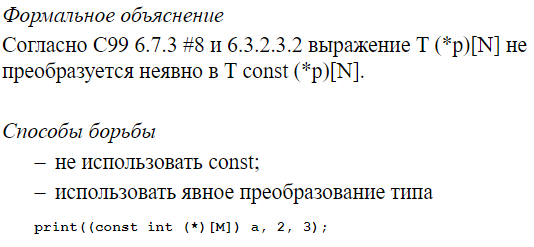 Формальное объяснение
Согласно C99 6.7.3 #8 и 6.3.2.3.2 выражение T (*p)[N] не
преобразуется неявно в T const (*p)[N].
Способы борьбы
– не использовать const;
– использовать явное преобразование типа
print((const int (*)[M]) a, 2, 3);